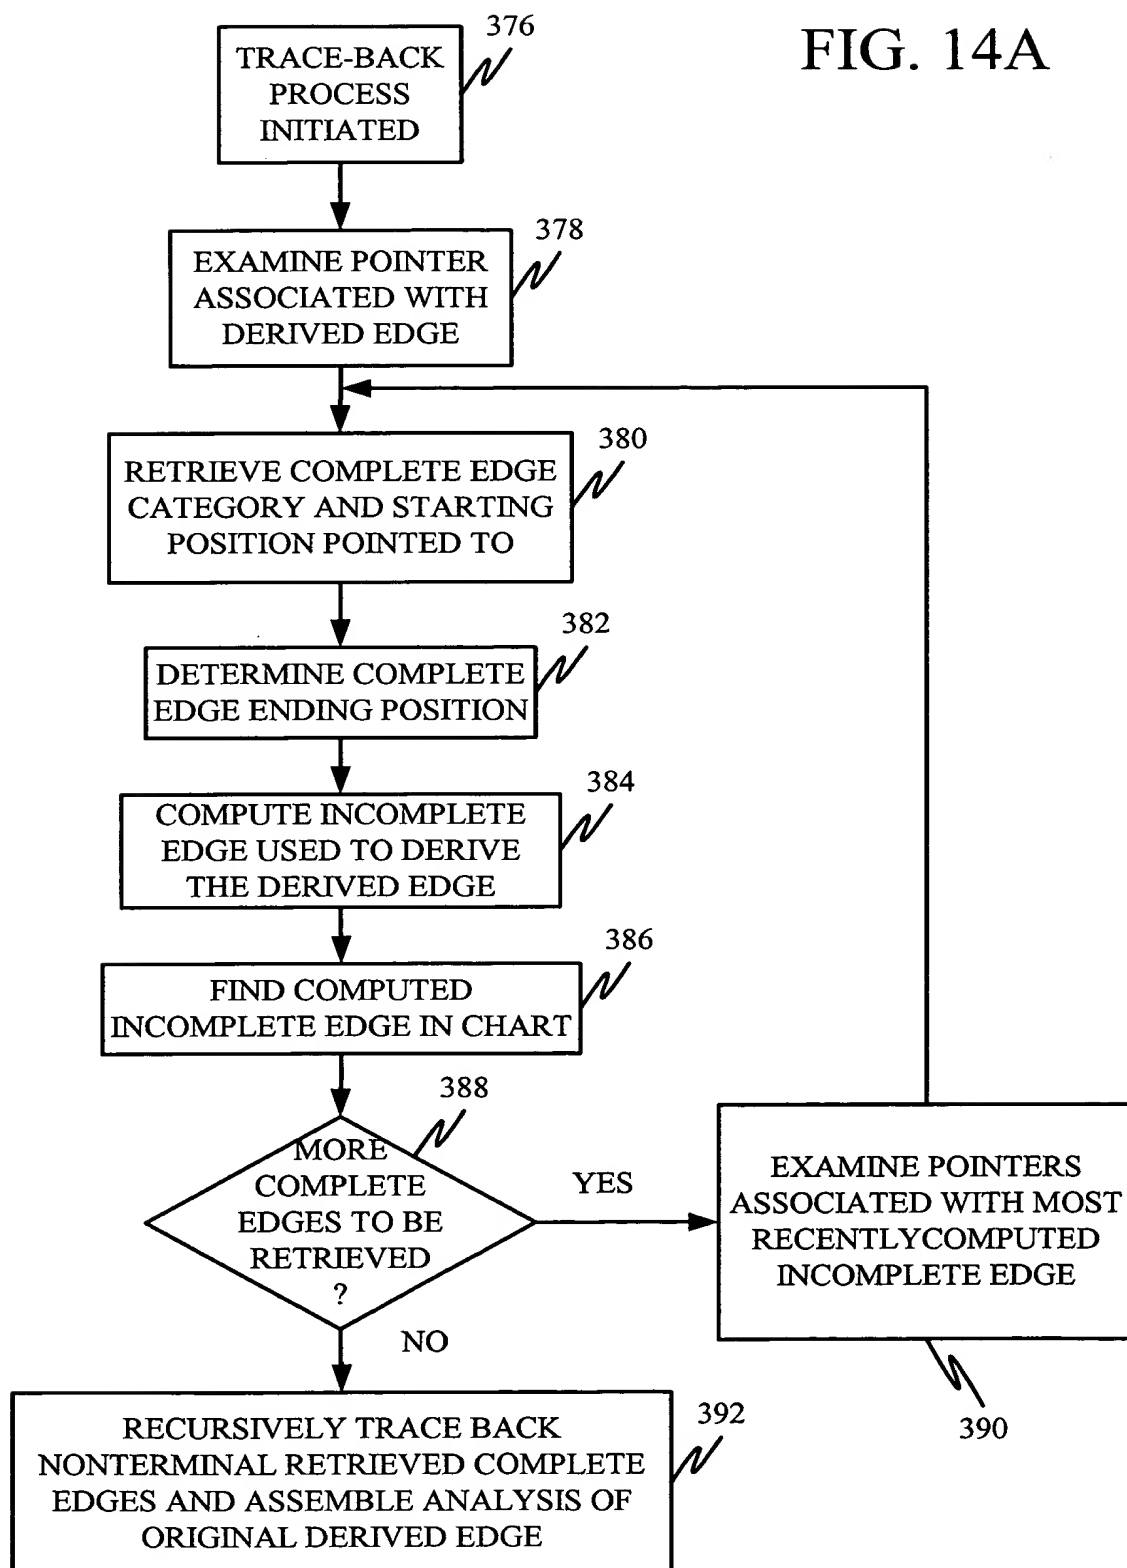 FIG. 14A
376
TRACE-BACK
PROCESS
INITIATED
378
EXAMINE POINTER
ASSOCIATED WITH
DERIVED EDGE
380
RETRIEVE COMPLETE EDGE
CATEGORY AND STARTING
POSITION POINTED TO
382
DETERMINE COMPLETE
EDGE ENDING POSITION
384
COMPUTE INCOMPLETE
EDGE USED TO DERIVE
THE DERIVED EDGE
386
FIND COMPUTED
INCOMPLETE EDGE IN CHART
388
MORE
COMPLETE
EDGES TO BE
RETRIEVED
?
YES
EXAMINE POINTERS
ASSOCIATED WITH MOST
RECENTLYCOMPUTED
INCOMPLETE EDGE
390
NO
392
RECURSIVELY TRACE BACK
NONTERMINAL RETRIEVED COMPLETE
EDGES AND ASSEMBLE ANALYSIS OF
ORIGINAL DERIVED EDGE